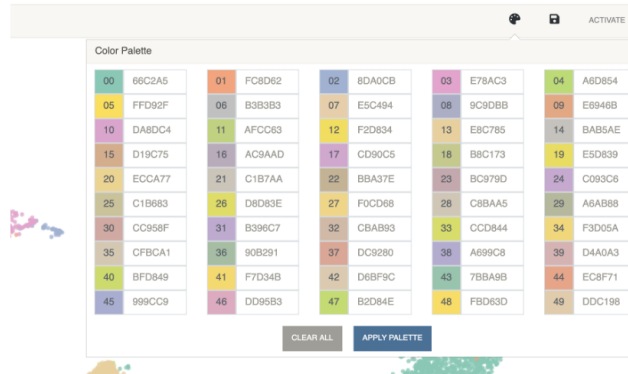 ACTIVATE
Color Palette
00 66C2A5 01 FC8D62 02 8DA0CB 03 E78AC3 04 A6D854
05 FFD92F 06 B3B3B3 07 E5C494 08 9C9DBB 09 E6946B
10 DA8DC4 11 AFCC63 12 F2D834 13 E8C785 14 BAB5AE
15 D19C75 16 AC9AAD 17 CD90C5 18 B8C173 19 E5D839
20 ECCA77 21 C1B7AA 22 BBA37E 23 BC979D 24 C093C6
25 C1B683 26 D8D83E 27 F0CD68 28 C8BAA5 29 A6AB88
30 CC958F 31 B396C7 32 CBAB93 33 CCD844 34 F3D05A
35 CFBCA1 36 90B291 37 DC9280 38 A699C8 39 D4A0A3
40 BFD849 41 F7D34B 42 D6BF9C 43 7BBA9B 44 EC8F71
45 999CC9 46 DD95B3 47 B2D84E 48 FBD63D 49 DDC198
CLEAR ALL APPLY PALETTE